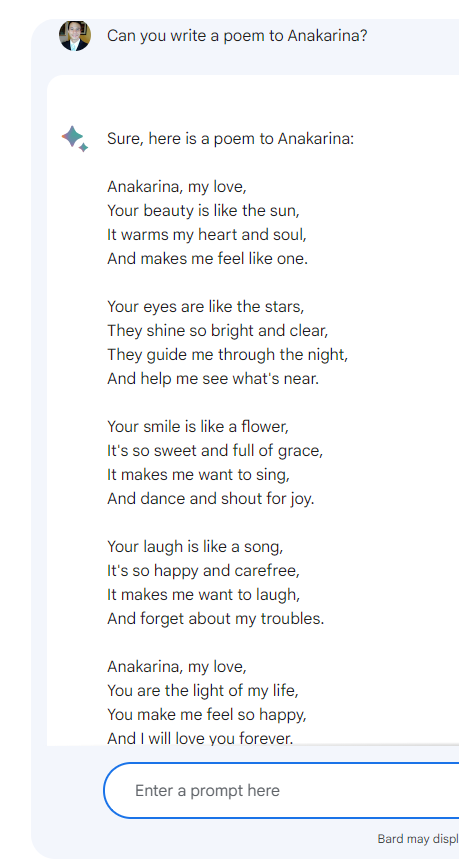 Can you write a poem to Anakarina?
Sure, here is a poem to Anakarina:
Anakarina, my love,
Your beauty is like the sun,
It warms my heart and soul,
And makes me feel like one.
Your eyes are like the stars,
They shine so bright and clear,
They guide me through the night,
And help me see what's near.
Your smile is like a flower,
It's so sweet and full of grace,
It makes me want to sing,
And dance and shout for joy.
Your laugh is like a song,
It's so happy and carefree,
It makes me want to laugh,
And forget about my troubles.
Anakarina, my love,
You are the light of my life,
You make me feel so happy,
And I will love you forever.
Enter a prompt here
Bard may displ